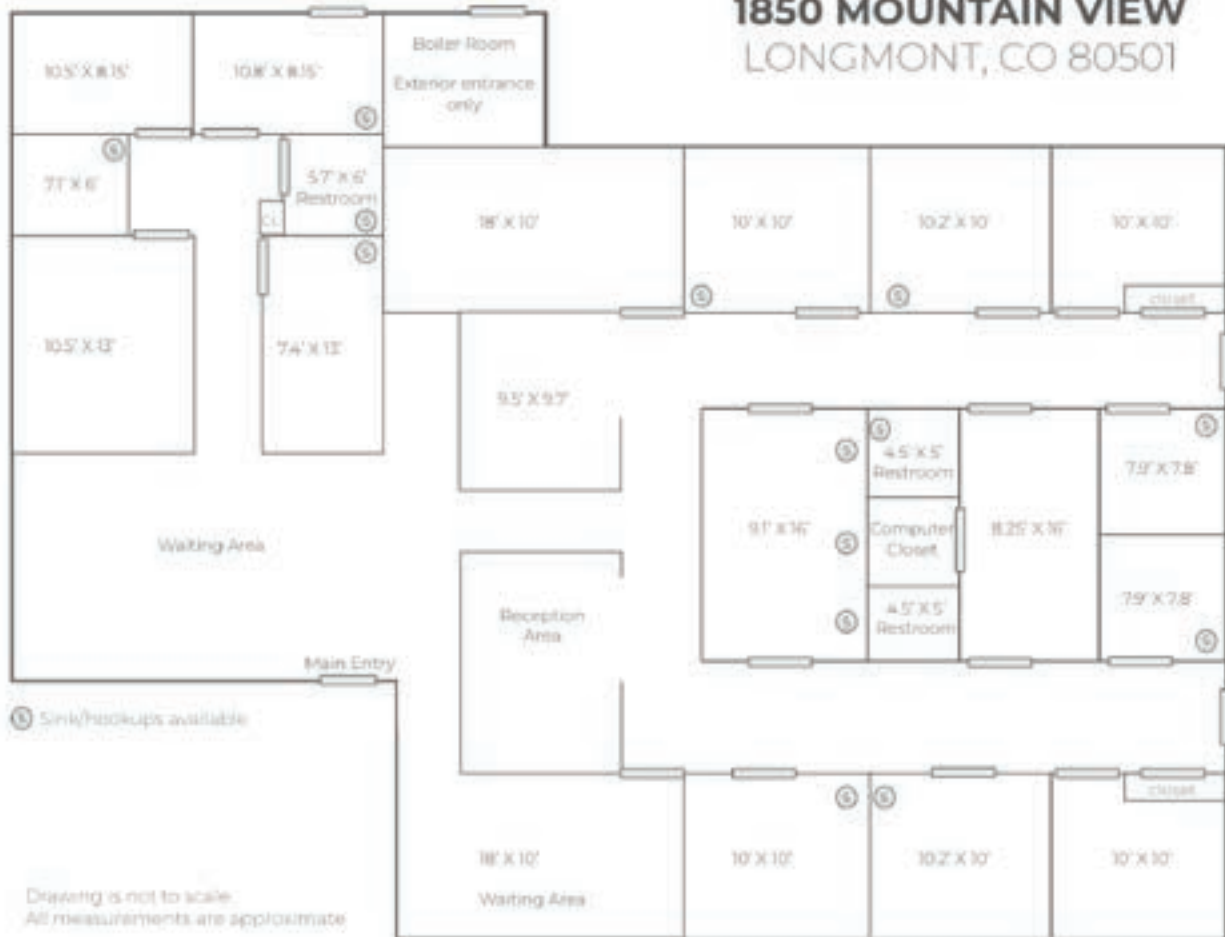 1850 MOUNTAIN VIEW
LONGMONT, CO 80501
10.5' X 8.15'
10.8' X 8.15'
Boiler Room
Exterior entrance
only
S
S
7.1' X 6'
5.7' X 6'
Restroom
CL
S
S
18' X 10'
10' X 10'
10.2' X 10'
10' X 10'
S
S
closet
10.5' X 13'
7.4' X 13'
9.5' X 9.7'
S
S
S
4.5' X 5'
Restroom
7.9' X 7.8'
9.1' X 16'
S
Computer
Closet
8.25' X 16'
Waiting Area
4.5' X 5'
Restroom
7.9' X 7.8'
S
S
Reception
Area
Main Entry
S Sink/hookups available
closet
S
S
18' X 10'
Waiting Area
10' X 10'
10.2' X 10'
10' X 10'
Drawing is not to scale.
All measurements are approximate